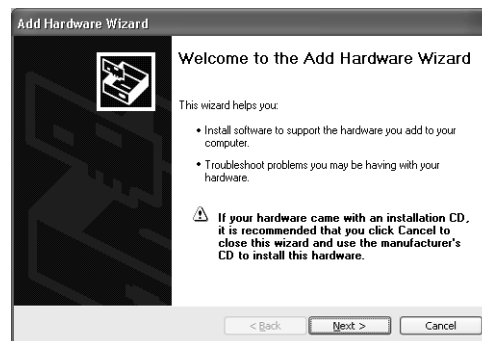 Add Hardware Wizard
Welcome to the Add Hardware Wizard
This wizard helps you:
• Install software to support the hardware you add to your
computer.
• Troubleshoot problems you may be having with your
hardware.
If your hardware came with an installation CD,
it is recommended that you click Cancel to
close this wizard and use the manufacturer's
CD to install this hardware.
< Back Next > Cancel